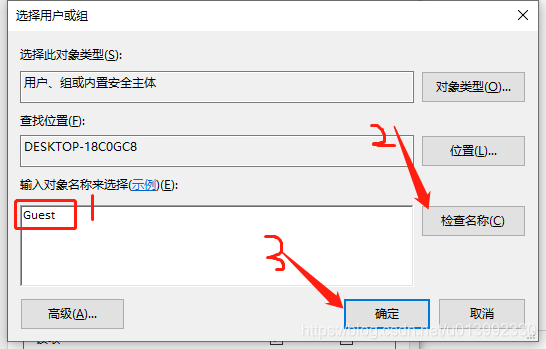 选择用户或组
选择此对象类型(S):
用户、组或内置安全主体
对象类型(O)...
查找位置(F):
DESKTOP-18C0GC8
2
位置(L)...
输入对象名称来选择(示例)(E):
Guest
1
检查名称(C)
3
高级(A)...
确定
取消
https://blog.csdn.net/u013992330